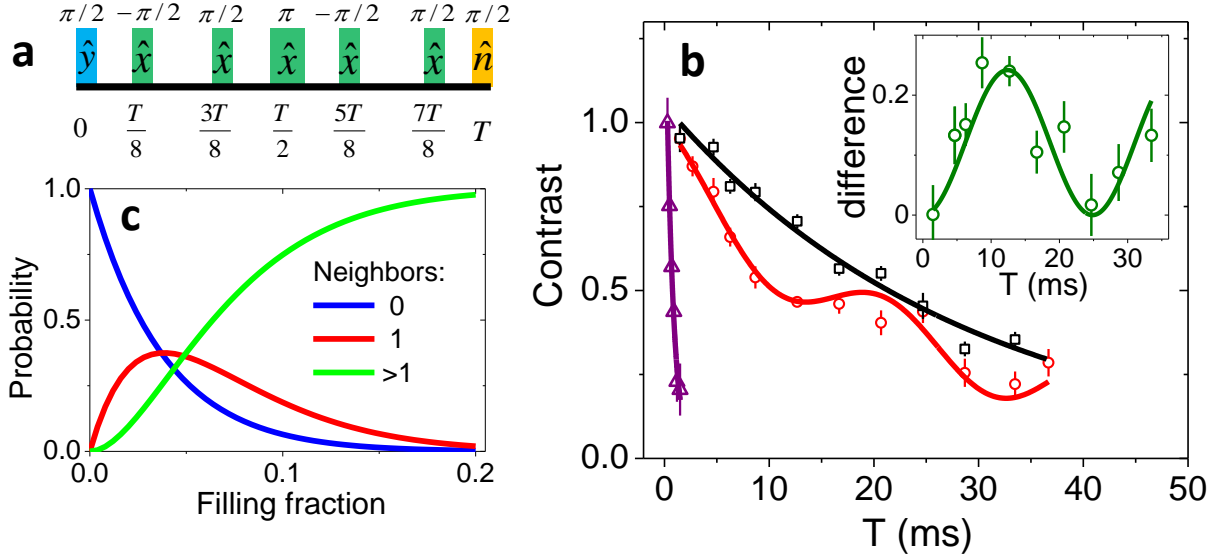 a
π/2 −π/2 π/2 π −π/2 π/2 π/2
ŷ x̂ x̂ x̂ x̂ x̂ n̂
0 T/8 3T/8 T/2 5T/8 7T/8 T
c
Probability
1.0
0.5
0.0
0.0 0.1 0.2
Filling fraction
Neighbors:
0
1
>1
b
Contrast
1.0
0.5
0.0
0 10 20 30 40 50
T (ms)
difference
0.2
0
0 10 20 30
T (ms)